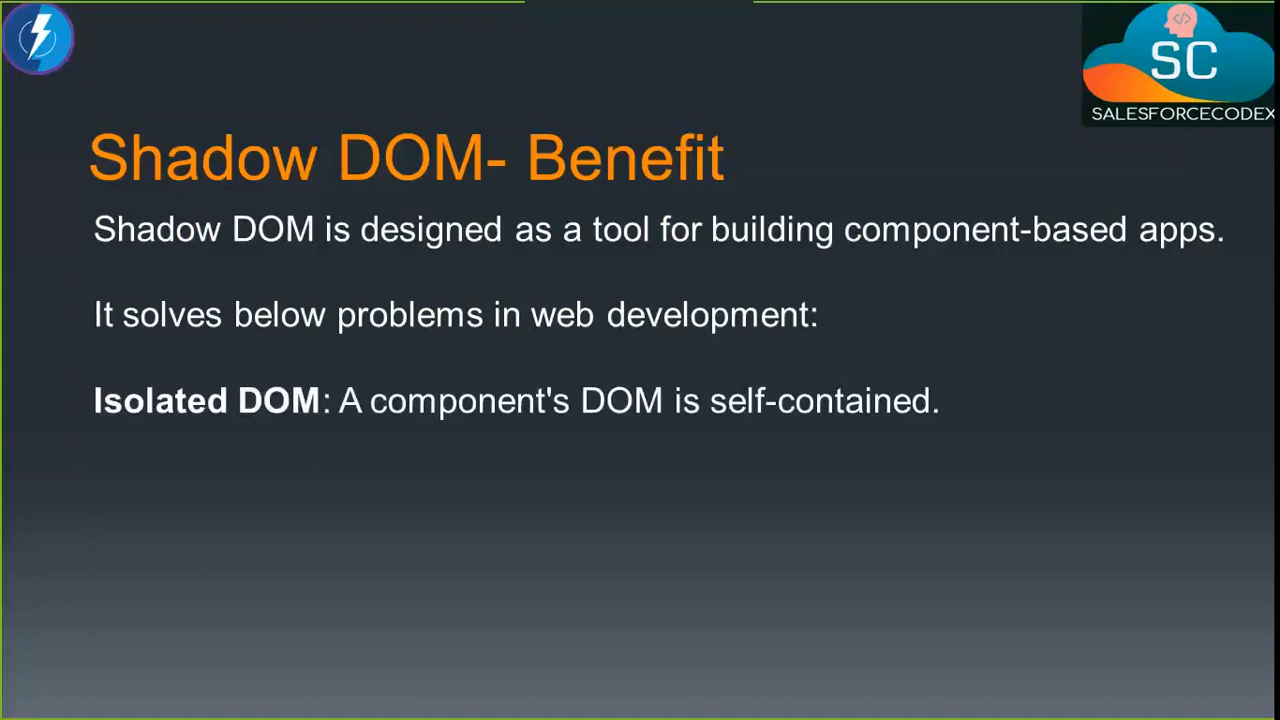 SC
SALESFORCECODEX
Shadow DOM- Benefit
Shadow DOM is designed as a tool for building component-based apps.
It solves below problems in web development:
Isolated DOM: A component's DOM is self-contained.